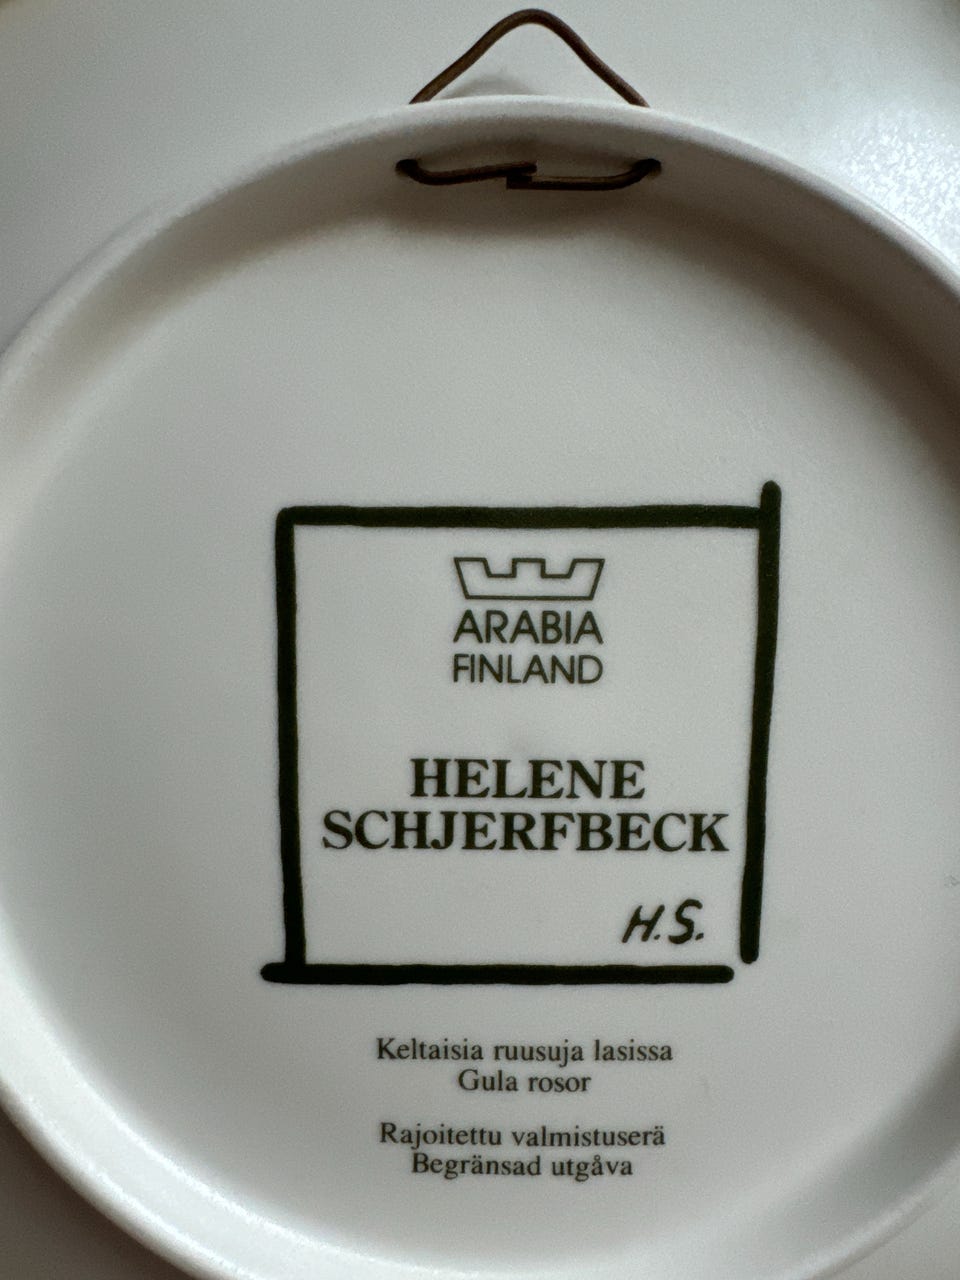 ARABIA
FINLAND
HELENE
SCHJERFBECK
H.S.
Keltaisia ruusuja lasissa
Gula rosor
Rajoitettu valmistuserä
Begränsad utgåva